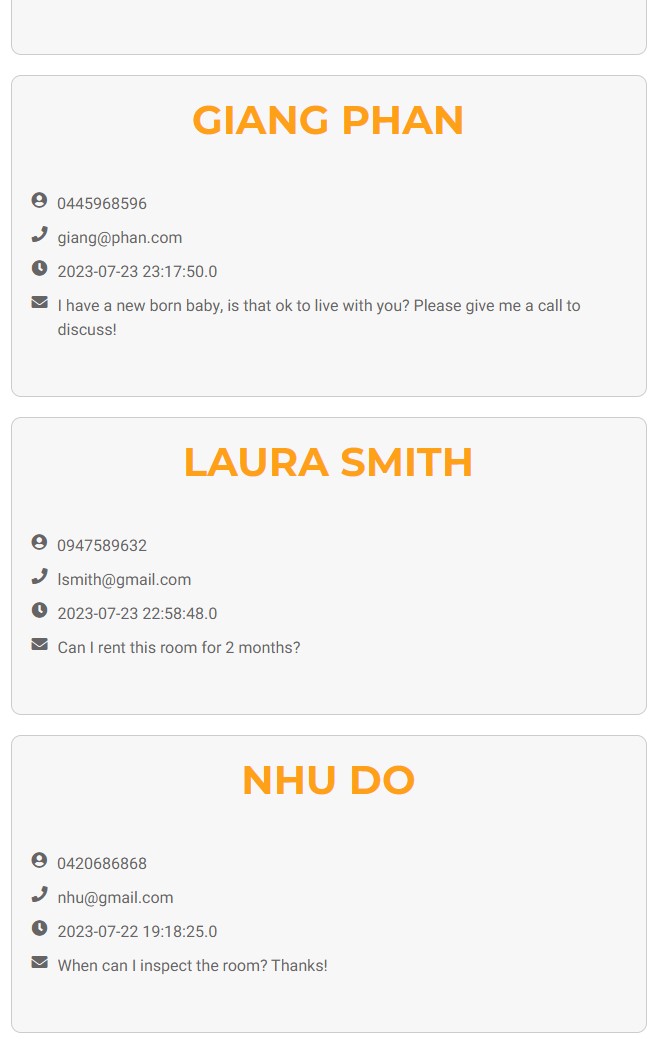 GIANG PHAN
0445968596
giang@phan.com
2023-07-23 23:17:50.0
I have a new born baby, is that ok to live with you? Please give me a call to
discuss!
LAURA SMITH
0947589632
lsmith@gmail.com
2023-07-23 22:58:48.0
Can I rent this room for 2 months?
NHU DO
0420686868
nhu@gmail.com
2023-07-22 19:18:25.0
When can I inspect the room? Thanks!